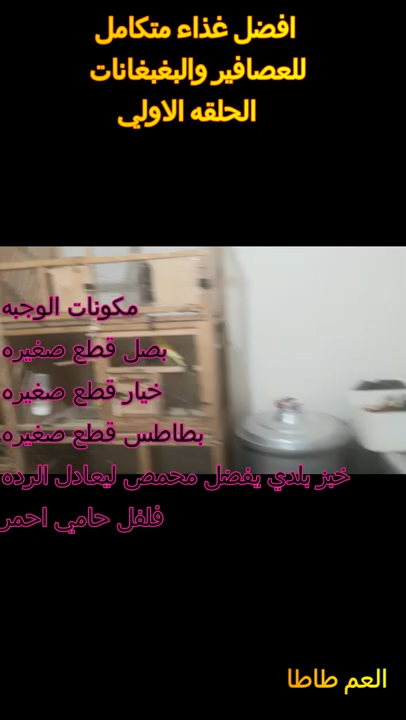 افضل غذاء متكامل
للعصافير والبغبغانات
الحلقه الاولي
مكونات الوجبه
بصل قطع صغيره
خيار قطع صغيره
بطاطس قطع صغيره
خبز بلدي يفضل محمص ليعادل الرده
فلفل حامي احمر
العم طاطا